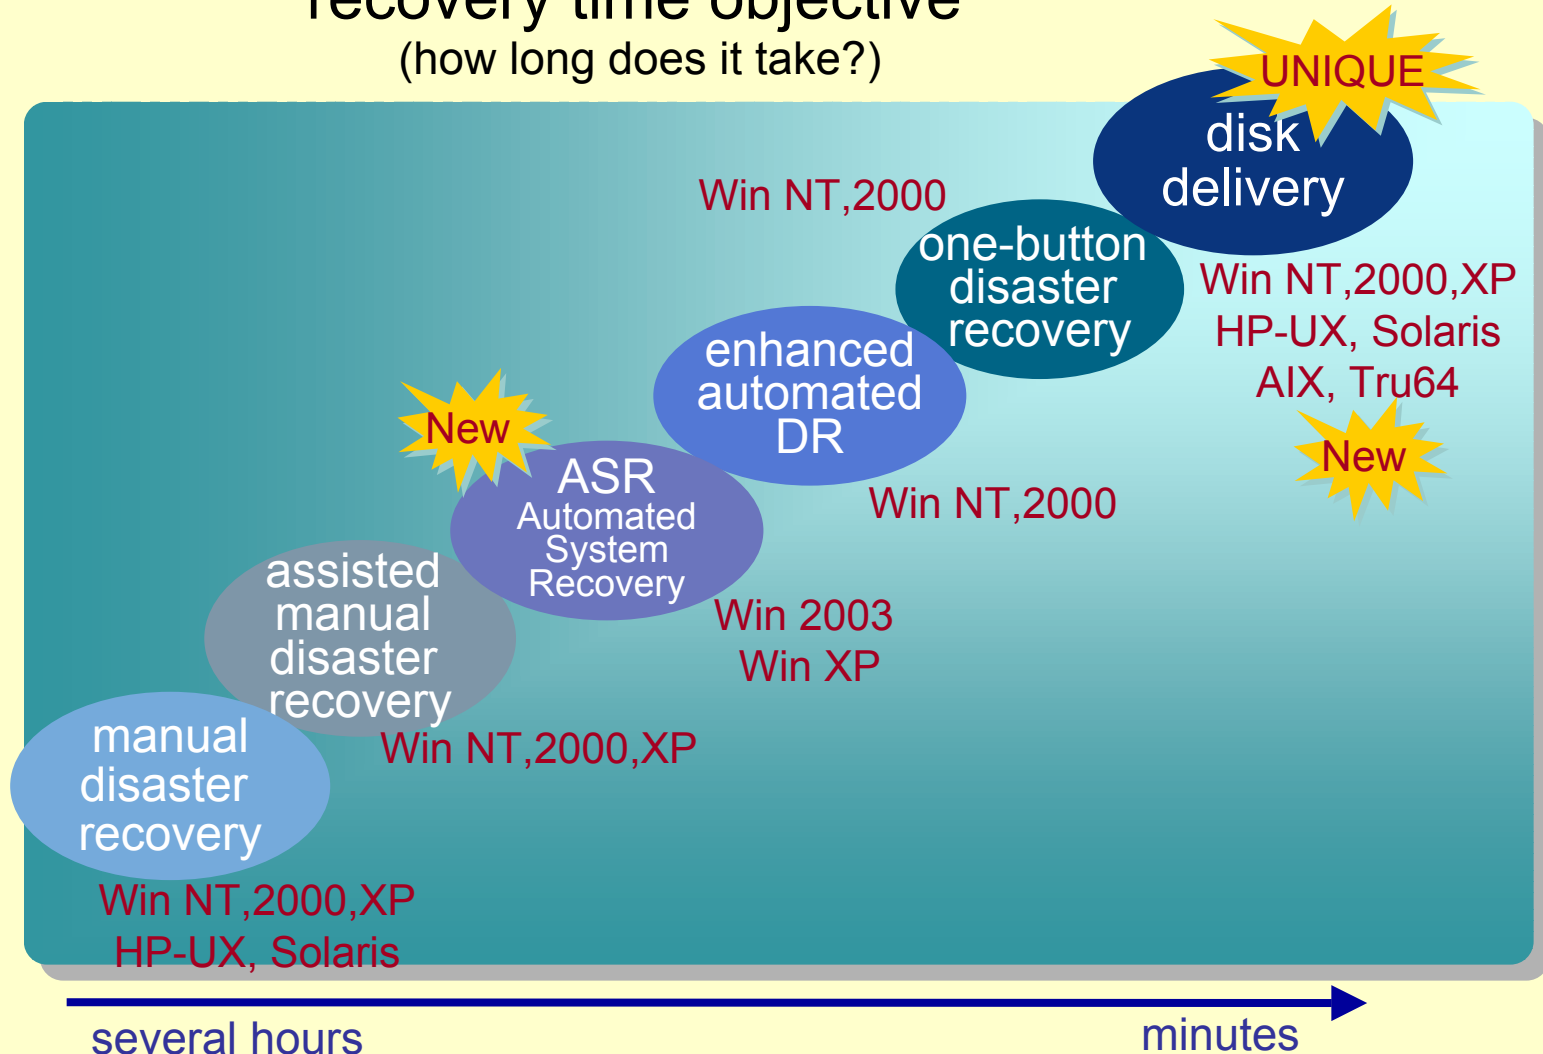 recovery time objective
(how long does it take?)
UNIQUE
disk
delivery
Win NT,2000
one-button
disaster
recovery
Win NT,2000,XP
HP-UX, Solaris
AIX, Tru64
New
enhanced
automated
DR
Win NT,2000
New
ASR
Automated
System
Recovery
Win 2003
Win XP
assisted
manual
disaster
recovery
Win NT,2000,XP
manual
disaster
recovery
Win NT,2000,XP
HP-UX, Solaris
several hours
minutes